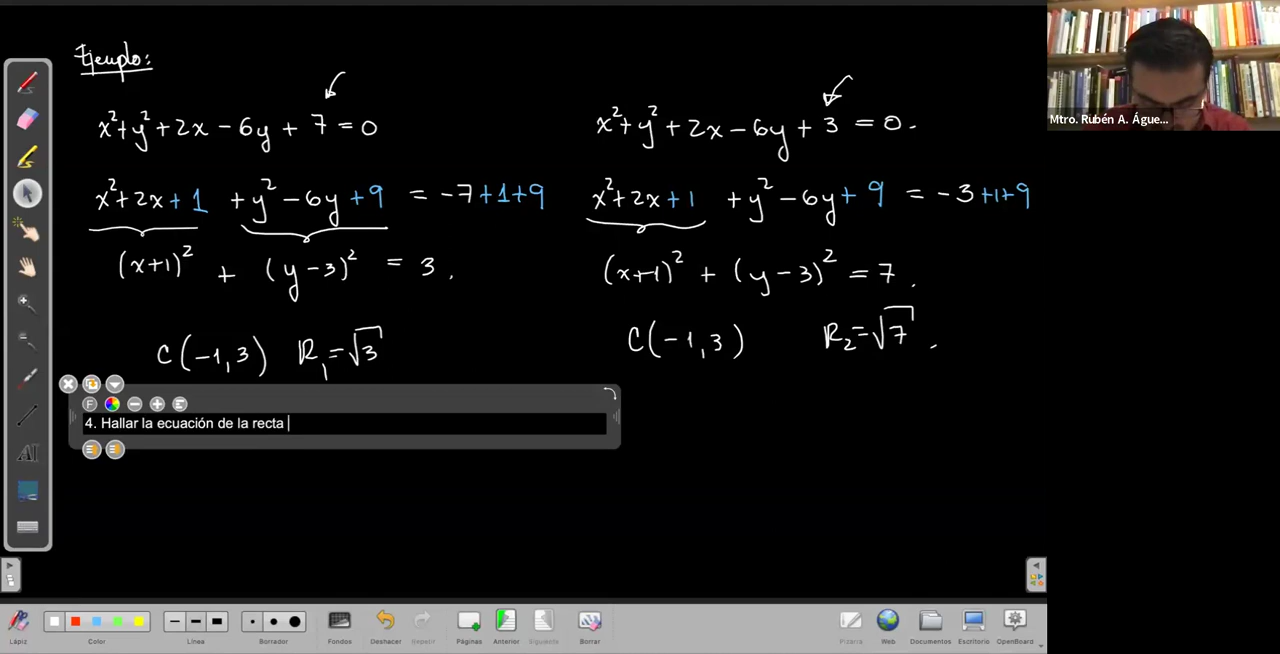 Ejemplo:
x²+y²+2x-6y+7=0
x²+2x+1 +y²-6y+9 = -7+1+9
(x+1)² + (y-3)² = 3.
C(-1,3) R₁=√3
x²+y²+2x-6y+3=0.
x²+2x+1 +y²-6y+9 = -3+1+9
(x+1)² + (y-3)² = 7.
C(-1,3) R₂=√7.
Mtro. Rubén A. Águe...
F
4. Hallar la ecuación de la recta
Lápiz
Color
Línea
Borrador
Fondos
Deshacer
Repetir
Páginas
Anterior
Siguiente
Borrar
Pizarra
Web
Documentos
Escritorio
OpenBoard